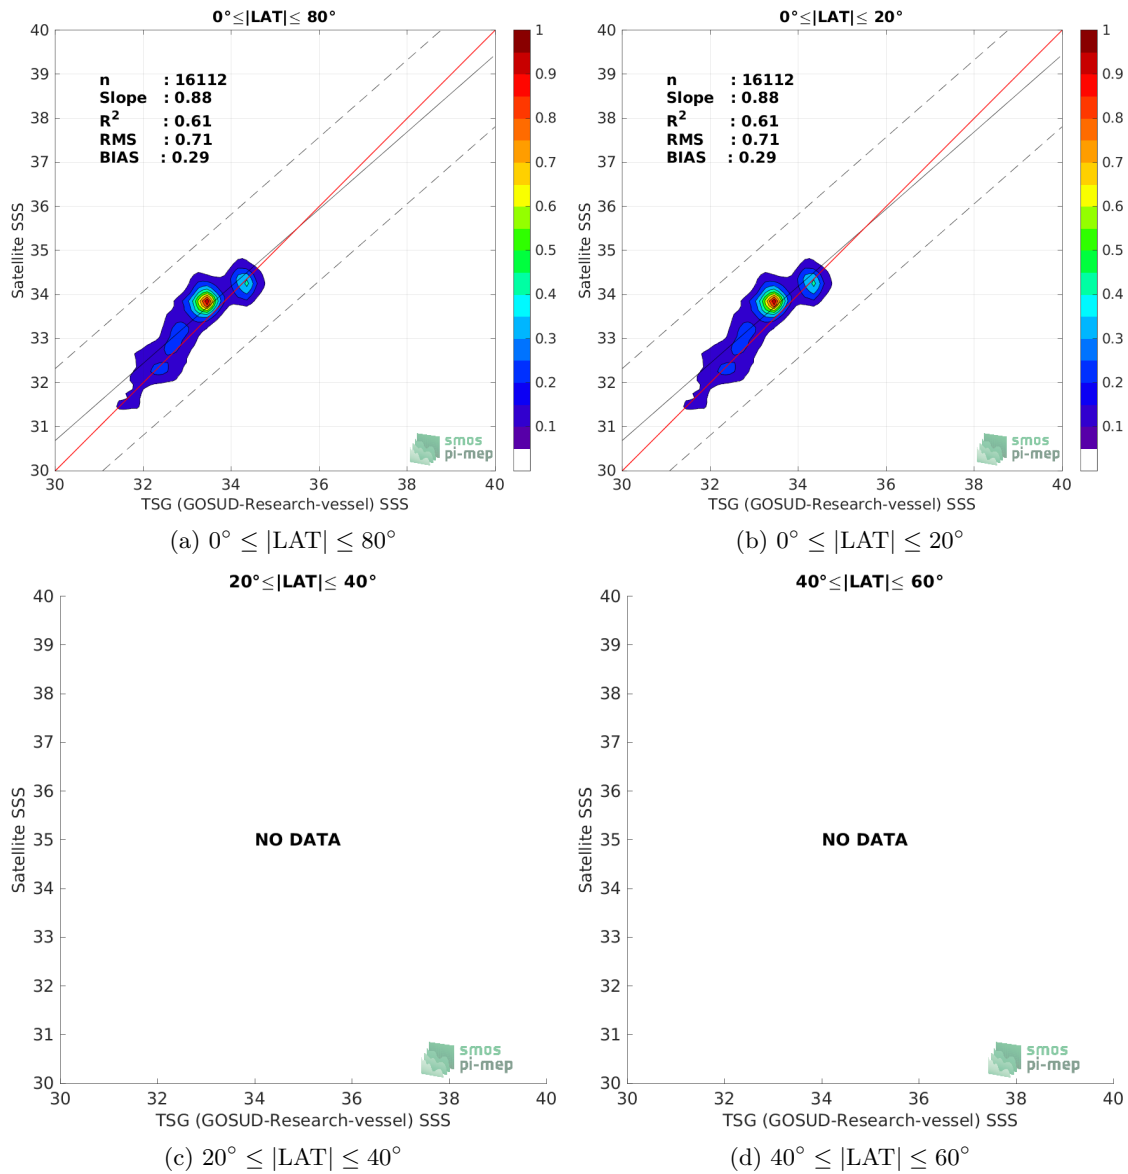 0°≤|LAT|≤ 80°
40
39
38
37
36
35
34
33
32
31
30
Satellite SSS
n : 16112
Slope : 0.88
R² : 0.61
RMS : 0.71
BIAS : 0.29
smos
pi-mep
30 32 34 36 38 40
TSG (GOSUD-Research-vessel) SSS
1
0.9
0.8
0.7
0.6
0.5
0.4
0.3
0.2
0.1
(a) 0° ≤ |LAT| ≤ 80°
0°≤|LAT|≤ 20°
40
39
38
37
36
35
34
33
32
31
30
Satellite SSS
n : 16112
Slope : 0.88
R² : 0.61
RMS : 0.71
BIAS : 0.29
smos
pi-mep
30 32 34 36 38 40
TSG (GOSUD-Research-vessel) SSS
1
0.9
0.8
0.7
0.6
0.5
0.4
0.3
0.2
0.1
(b) 0° ≤ |LAT| ≤ 20°
20°≤|LAT|≤ 40°
40
39
38
37
36
35
34
33
32
31
30
Satellite SSS
NO DATA
smos
pi-mep
30 32 34 36 38 40
TSG (GOSUD-Research-vessel) SSS
(c) 20° ≤ |LAT| ≤ 40°
40°≤|LAT|≤ 60°
40
39
38
37
36
35
34
33
32
31
30
Satellite SSS
NO DATA
smos
pi-mep
30 32 34 36 38 40
TSG (GOSUD-Research-vessel) SSS
(d) 40° ≤ |LAT| ≤ 60°